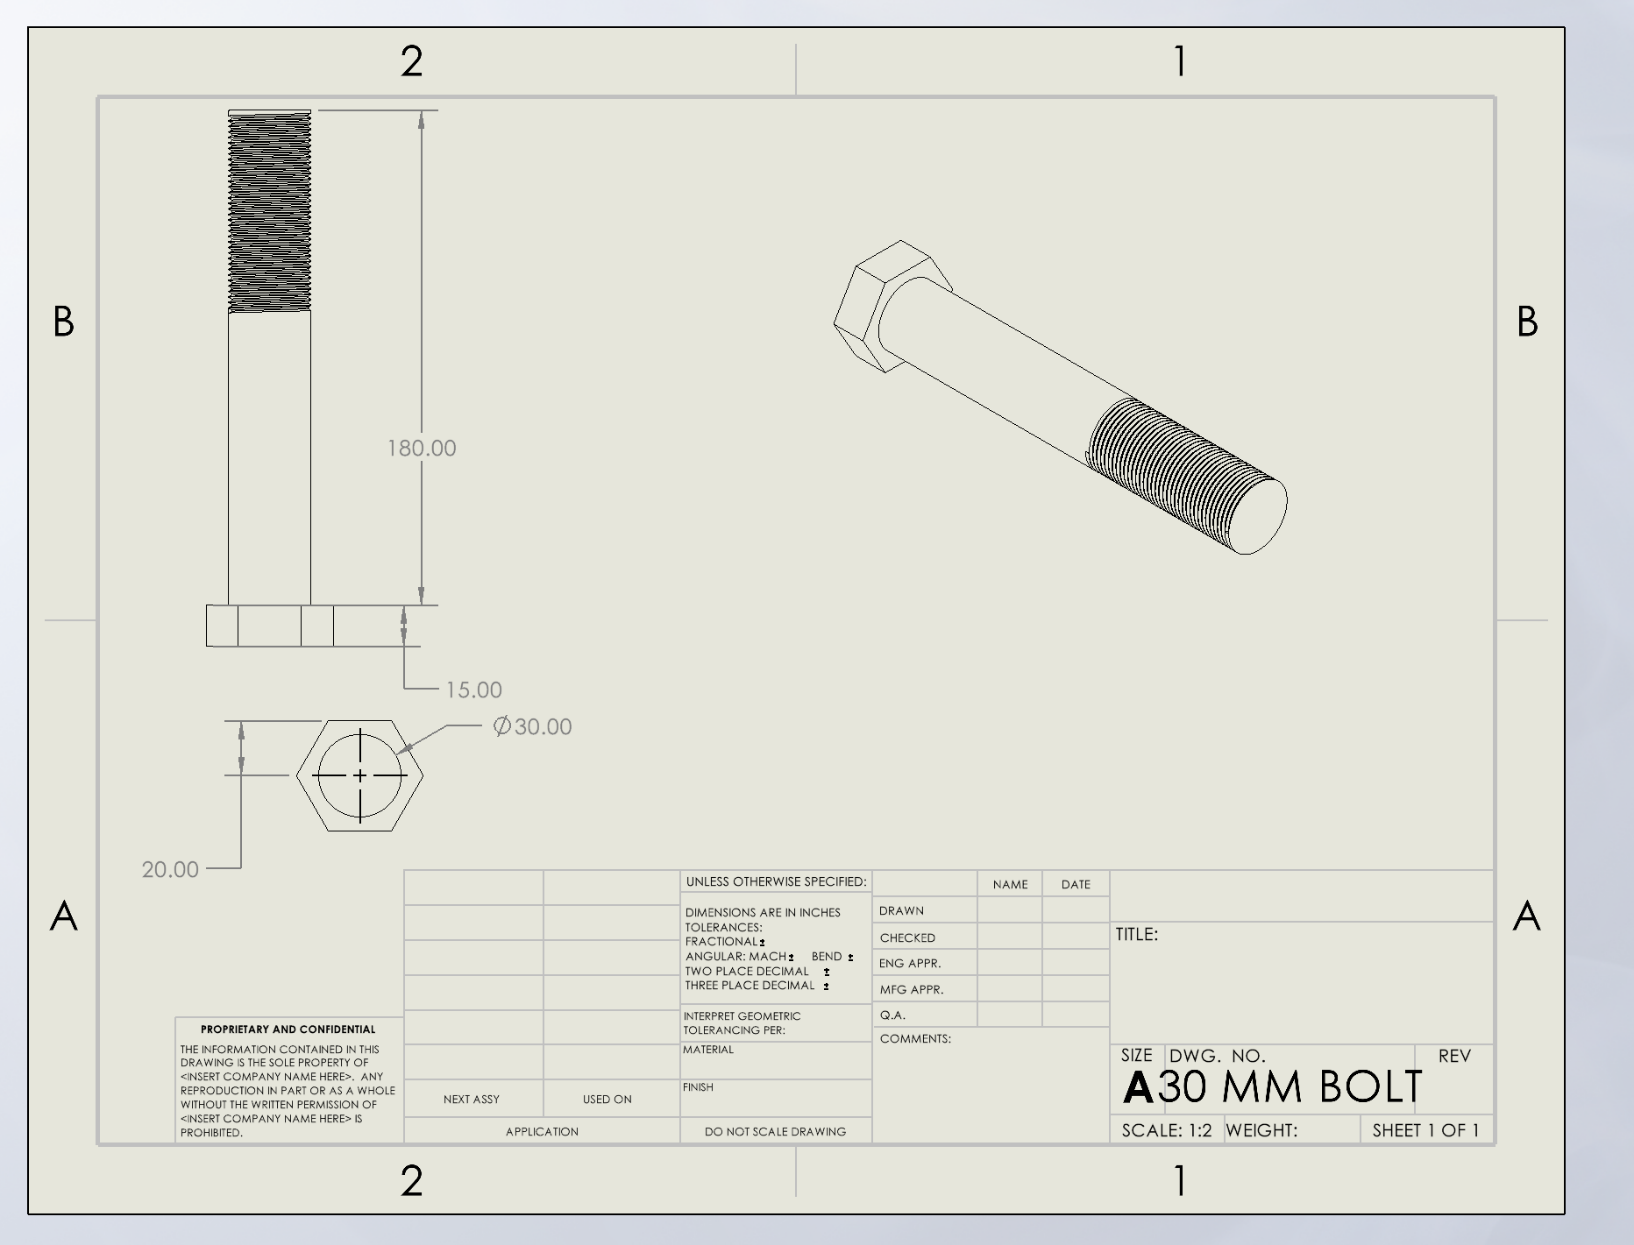 2 1
B B
180.00
15.00
Ø30.00
20.00
A A
UNLESS OTHERWISE SPECIFIED:
DIMENSIONS ARE IN INCHES
TOLERANCES:
FRACTIONAL±
ANGULAR: MACH± BEND ±
TWO PLACE DECIMAL ±
THREE PLACE DECIMAL ±
INTERPRET GEOMETRIC
TOLERANCING PER:
MATERIAL
FINISH
DO NOT SCALE DRAWING
NAME DATE
DRAWN
CHECKED
ENG APPR.
MFG APPR.
Q.A.
COMMENTS:
TITLE:
SIZE DWG. NO. REV
A 30 MM BOLT
SCALE: 1:2 WEIGHT: SHEET 1 OF 1
PROPRIETARY AND CONFIDENTIAL
THE INFORMATION CONTAINED IN THIS
DRAWING IS THE SOLE PROPERTY OF
<INSERT COMPANY NAME HERE>. ANY
REPRODUCTION IN PART OR AS A WHOLE
WITHOUT THE WRITTEN PERMISSION OF
<INSERT COMPANY NAME HERE> IS
PROHIBITED.
NEXT ASSY USED ON
APPLICATION
2 1